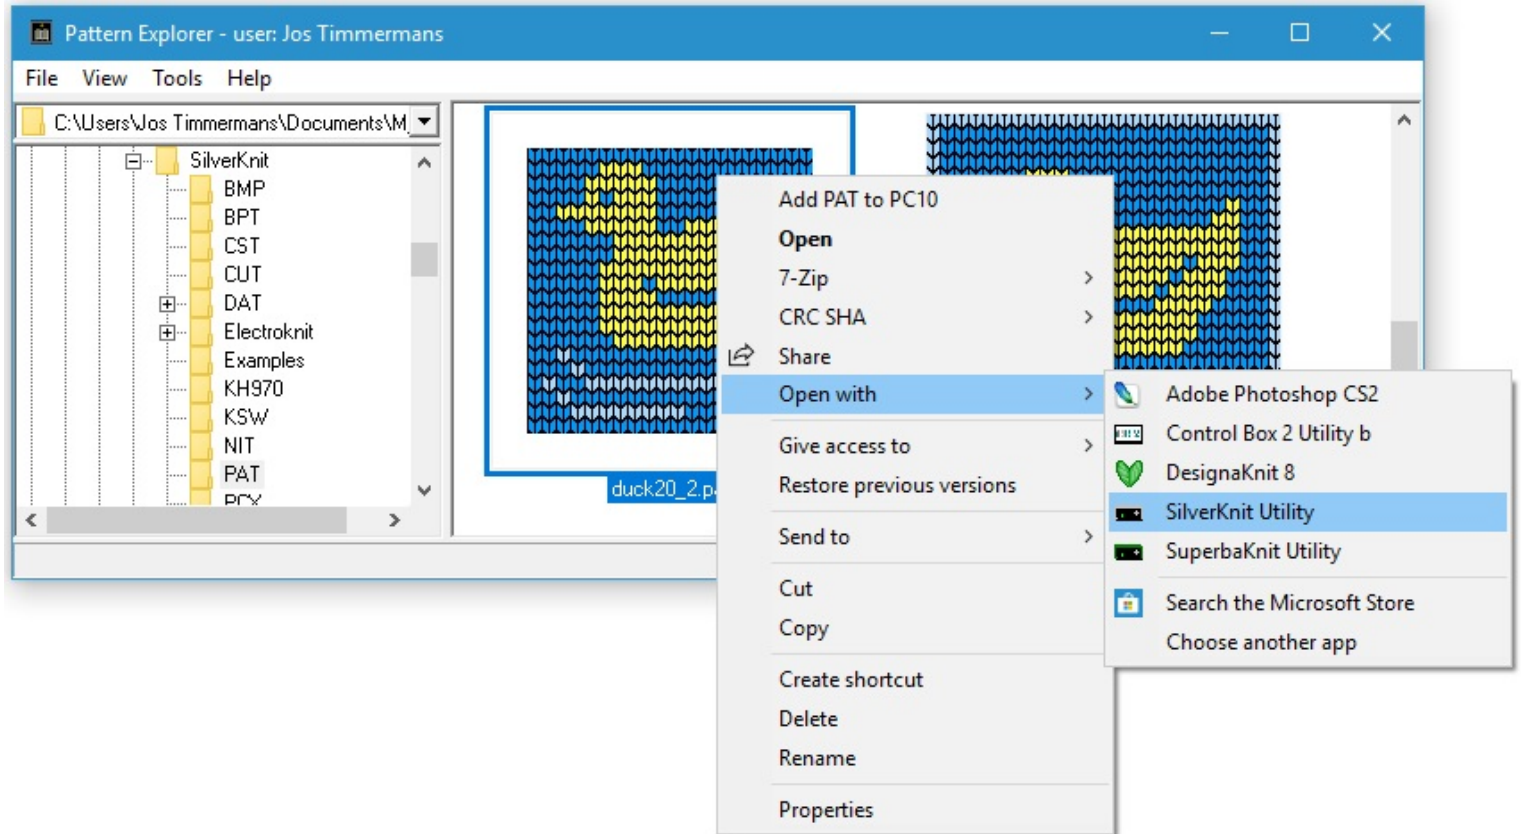 Pattern Explorer - user: Jos Timmermans
File View Tools Help
C:\Users\Jos Timmermans\Documents\M
SilverKnit
BMP
BPT
CST
CUT
DAT
Electroknit
Examples
KH970
KSW
NIT
PAT
PCX
duck20_2.p
Add PAT to PC10
Open
7-Zip
CRC SHA
Share
Open with
Give access to
Restore previous versions
Send to
Cut
Copy
Create shortcut
Delete
Rename
Properties
Adobe Photoshop CS2
Control Box 2 Utility b
DesignaKnit 8
SilverKnit Utility
SuperbaKnit Utility
Search the Microsoft Store
Choose another app